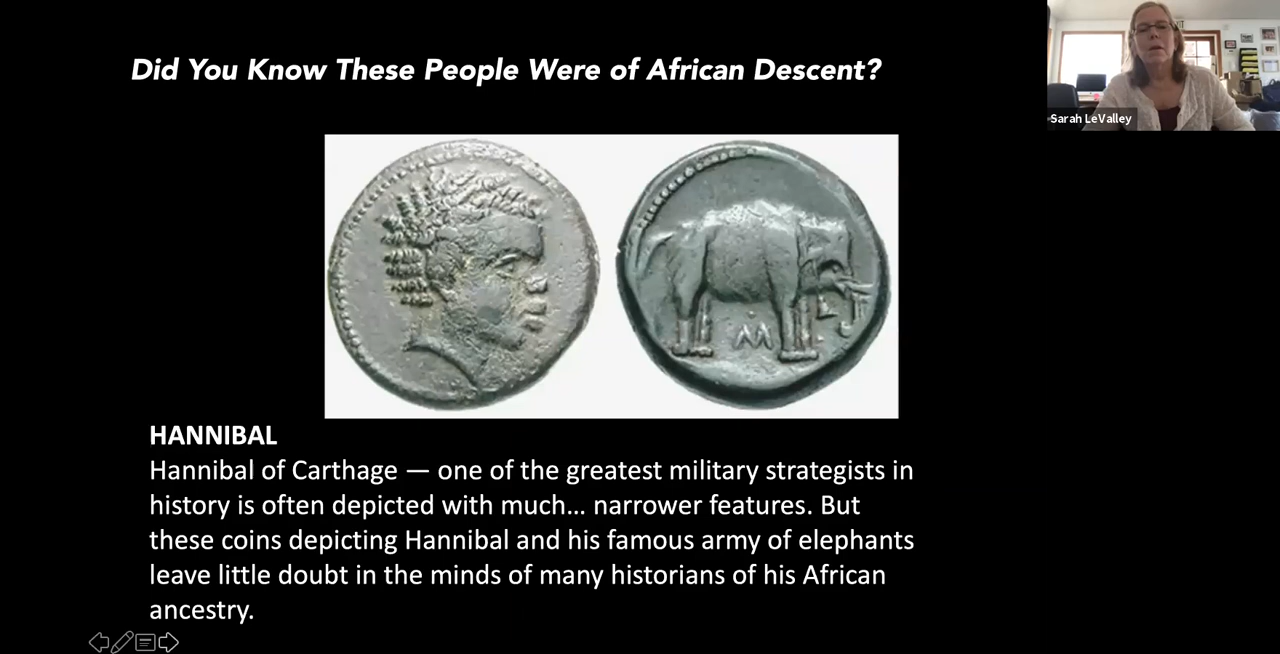 Did You Know These People Were of African Descent?
Sarah LeValley
HANNIBAL
Hannibal of Carthage — one of the greatest military strategists in
history is often depicted with much... narrower features. But
these coins depicting Hannibal and his famous army of elephants
leave little doubt in the minds of many historians of his African
ancestry.